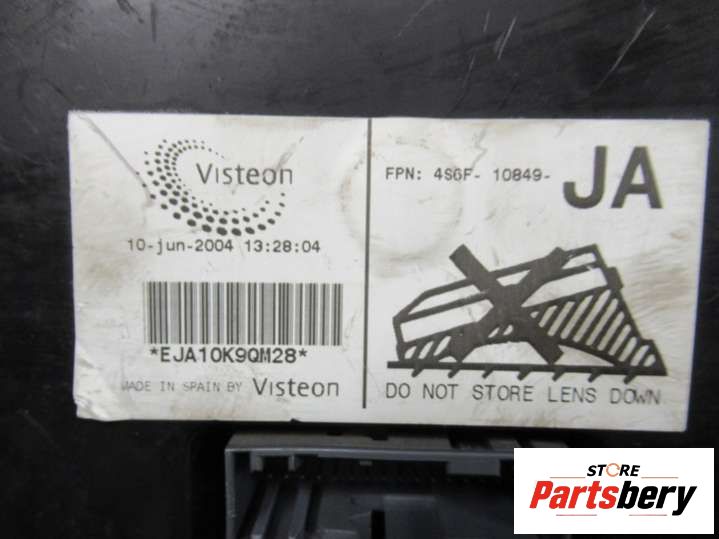 Visteon
10-jun-2004 13:28:04
*EJA10K9QM28*
MADE IN SPAIN BY Visteon
FPN: 4S6F- 10849- JA
DO NOT STORE LENS DOWN
STORE
Partsbery